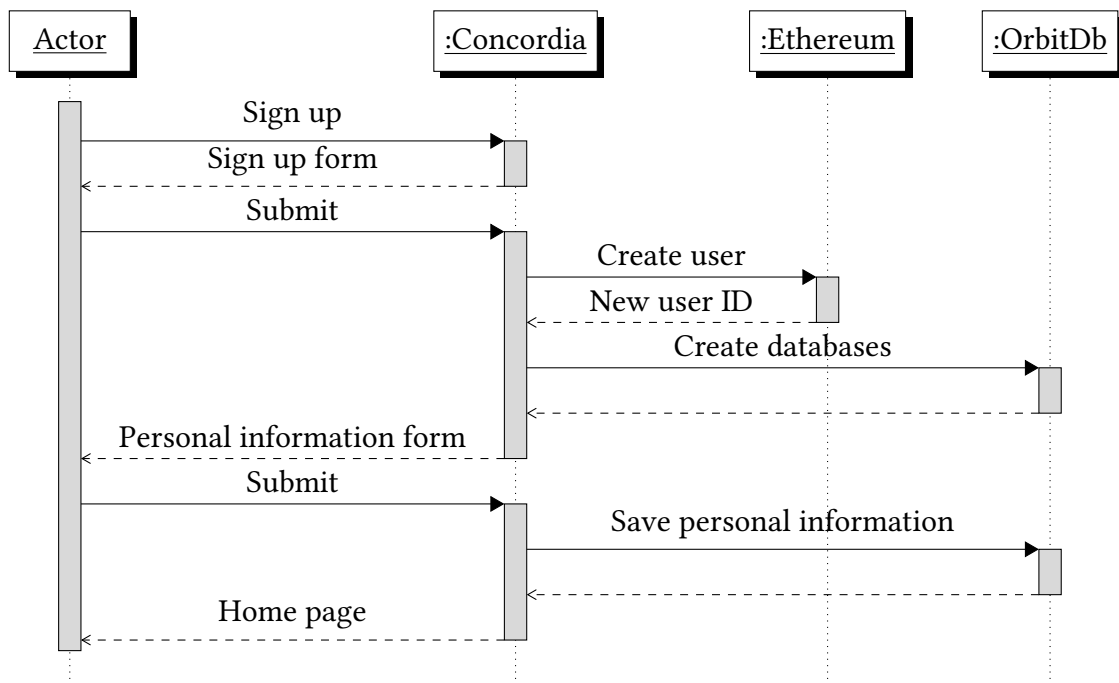 Actor
:Concordia
:Ethereum
:OrbitDb
Sign up
Sign up form
Submit
Create user
New user ID
Create databases
Personal information form
Submit
Save personal information
Home page